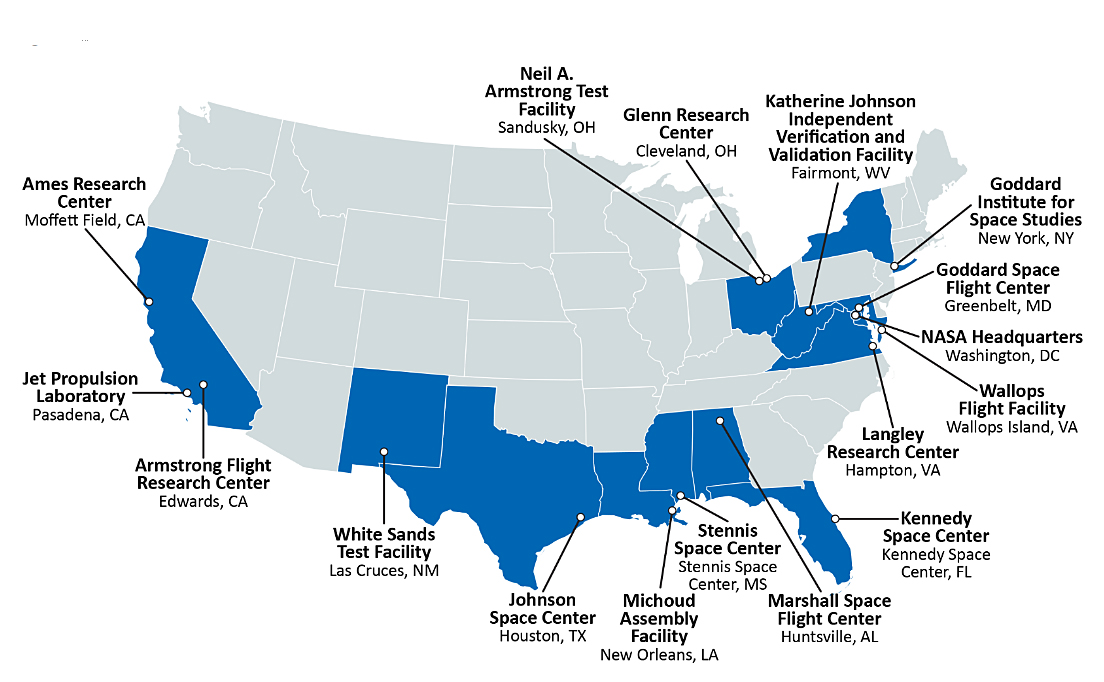 Neil A.
Armstrong Test
Facility
Sandusky, OH
Glenn Research
Center
Cleveland, OH
Katherine Johnson
Independent
Verification and
Validation Facility
Fairmont, WV
Ames Research
Center
Moffett Field, CA
Goddard
Institute for
Space Studies
New York, NY
Goddard Space
Flight Center
Greenbelt, MD
NASA Headquarters
Washington, DC
Jet Propulsion
Laboratory
Pasadena, CA
Wallops
Flight Facility
Wallops Island, VA
Langley
Research Center
Hampton, VA
Armstrong Flight
Research Center
Edwards, CA
White Sands
Test Facility
Las Cruces, NM
Stennis
Space Center
Stennis Space
Center, MS
Kennedy
Space Center
Kennedy Space
Center, FL
Johnson
Space Center
Houston, TX
Michoud
Assembly
Facility
New Orleans, LA
Marshall Space
Flight Center
Huntsville, AL